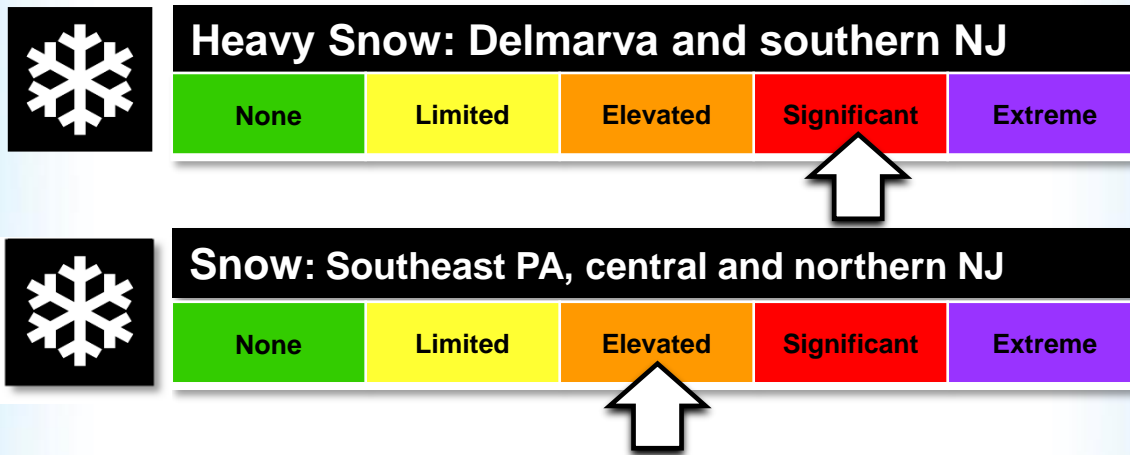 Heavy Snow: Delmarva and southern NJ
None Limited Elevated Significant Extreme
Snow: Southeast PA, central and northern NJ
None Limited Elevated Significant Extreme